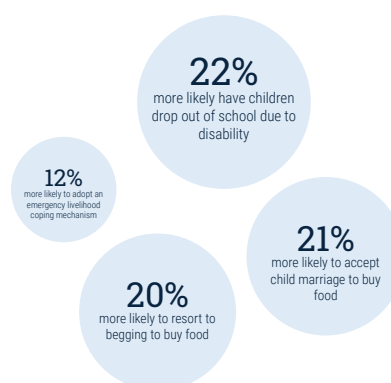 22%
more likely have children
drop out of school due to
disability
12%
more likely to adopt an
emergency livelihood
coping mechanism
21%
more likely to accept
child marriage to buy
food
20%
more likely to resort to
begging to buy food